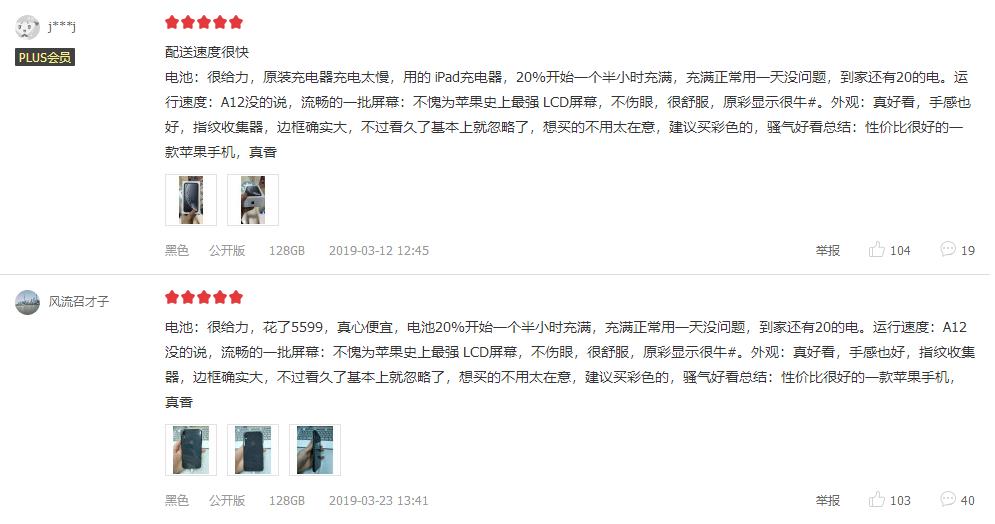 j***j
PLUS会员
配送速度很快
电池：很给力，原装充电器充电太慢，用的 iPad充电器，20%开始一个半小时充满，充满正常用一天没问题，到家还有20的电。运
行速度：A12没的说，流畅的一批屏幕：不愧为苹果史上最强 LCD屏幕，不伤眼，很舒服，原彩显示很牛#。外观：真好看，手感也
好，指纹收集器，边框确实大，不过看久了基本上就忽略了，想买的不用太在意，建议买彩色的，骚气好看总结：性价比很好的一
款苹果手机，真香
黑色 公开版 128GB 2019-03-12 12:45 举报 104 19
风流召才子
电池：很给力，花了5599，真心便宜，电池20%开始一个半小时充满，充满正常用一天没问题，到家还有20的电。运行速度：A12
没的说，流畅的一批屏幕：不愧为苹果史上最强 LCD屏幕，不伤眼，很舒服，原彩显示很牛#。外观：真好看，手感也好，指纹收集
器，边框确实大，不过看久了基本上就忽略了，想买的不用太在意，建议买彩色的，骚气好看总结：性价比很好的一款苹果手机，
真香
黑色 公开版 128GB 2019-03-23 13:41 举报 103 40